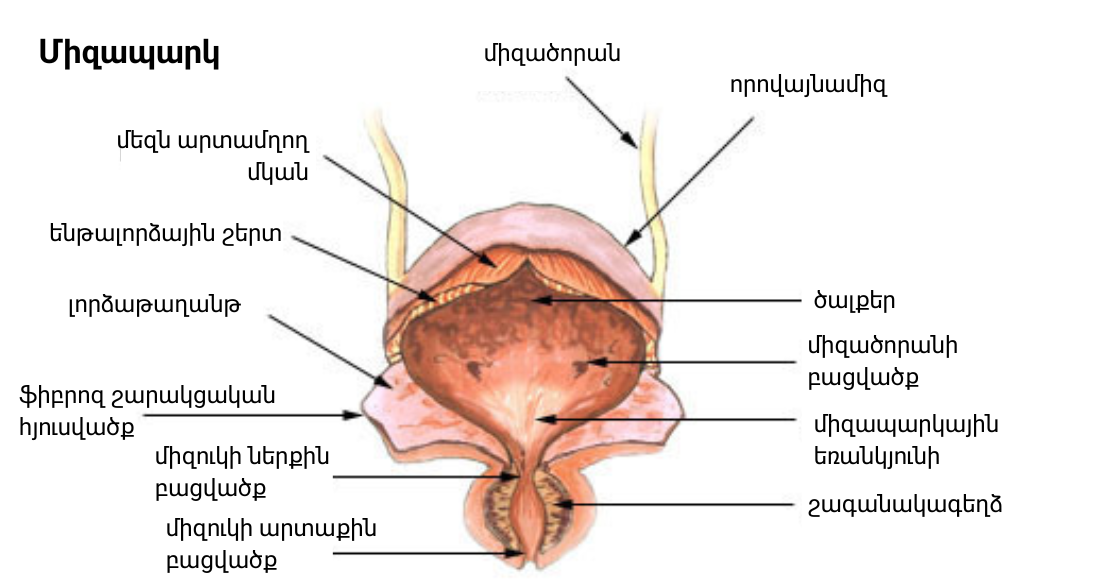 Միզապարկ
միզածորան
որովայնամիզ
մեզն արտամղող
մկան
ենթալորձային շերտ
լորձաթաղանթ
ֆիբրոզ շարակցական
հյուսվածք
միզուկի ներքին
բացվածք
միզուկի արտաքին
բացվածք
ծալքեր
միզածորանի
բացվածք
միզապարկային
եռանկյունի
շագանակագեղձ